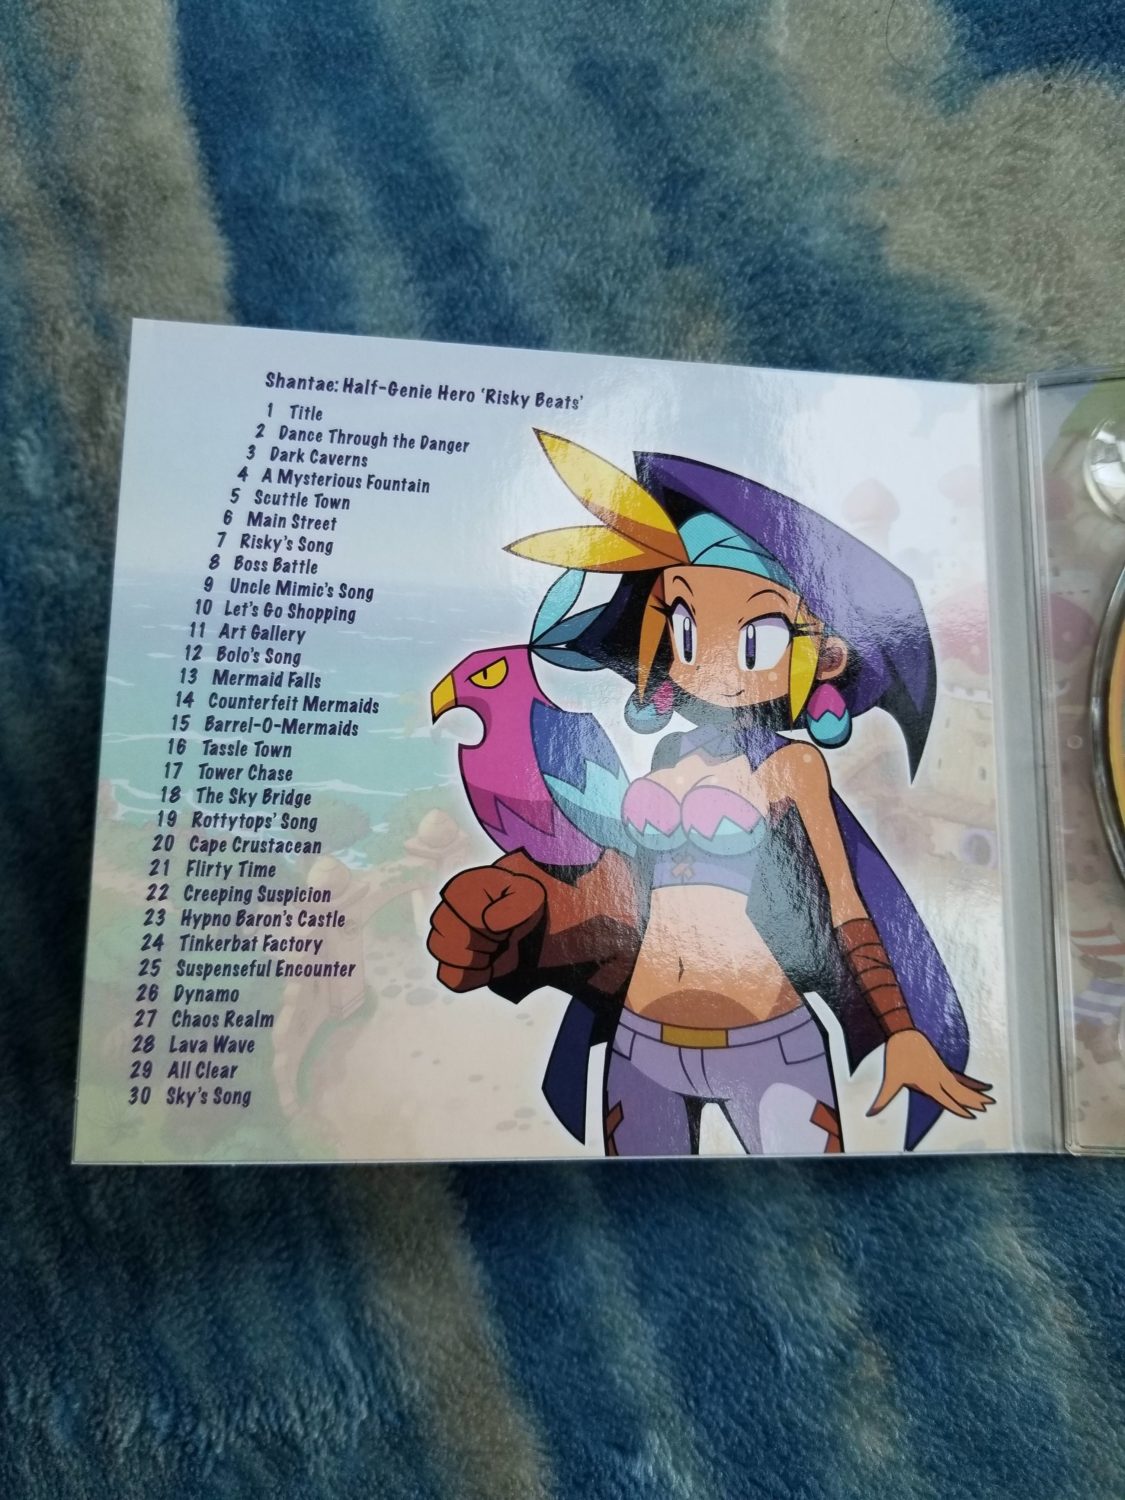 Shantae: Half-Genie Hero 'Risky Beats'
1 Title
2 Dance Through the Danger
3 Dark Caverns
4 A Mysterious Fountain
5 Scuttle Town
6 Main Street
7 Risky's Song
8 Boss Battle
9 Uncle Mimic's Song
10 Let's Go Shopping
11 Art Gallery
12 Bolo's Song
13 Mermaid Falls
14 Counterfeit Mermaids
15 Barrel-O-Mermaids
16 Tassle Town
17 Tower Chase
18 The Sky Bridge
19 Rottytops' Song
20 Cape Crustacean
21 Flirty Time
22 Creeping Suspicion
23 Hypno Baron's Castle
24 Tinkerbat Factory
25 Suspenseful Encounter
26 Dynamo
27 Chaos Realm
28 Lava Wave
29 All Clear
30 Sky's Song